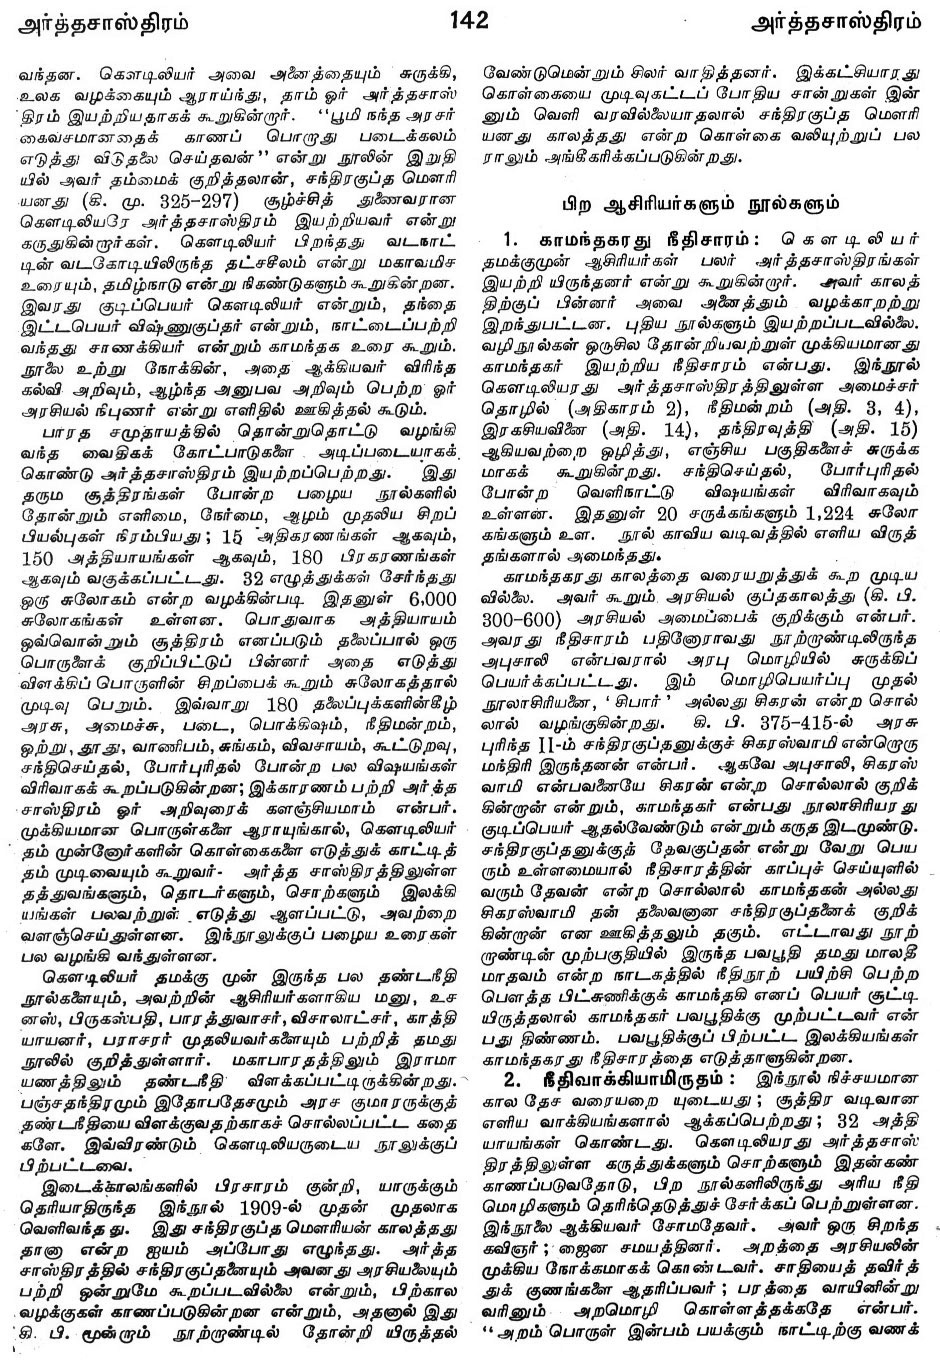 அர்த்தசாஸ்திரம்
142
அர்த்தசாஸ்திரம்
வந்தன. கௌடிலியர் அவை அனைத்தையும் சுருக்கி,
உலக வழக்கையும் ஆராய்ந்து, தாம் ஓர் அர்த்தசாஸ்
திரம் இயற்றியதாகக் கூறுகின்றார். “பூமி நந்த அரசர்
கைவசமானதைக் காணப் பொறாது படைக்கலம்
எடுத்து விடுதலை செய்தவன்” என்று நூலின் இறுதி
யில் அவர் தம்மைக் குறித்தலான், சந்திரகுப்த மௌரி
யனது (கி. மு. 325-297) சூழ்ச்சித் துணைவரான
கௌடிலியரே அர்த்தசாஸ்திரம் இயற்றியவர் என்று
கருதுகின்றார்கள். கௌடிலியர் பிறந்தது வடநாட்
டின் வடகோடியிலிருந்த தட்சசீலம் என்று மகாவமிச
உரையும், தமிழ்நாடு என்று நிகண்டுகளும் கூறுகின்றன.
இவரது குடிப்பெயர் கௌடிலியர் என்றும், தந்தை
இட்டபெயர் விஷ்ணுகுப்தர் என்றும், நாட்டைப்பற்றி
வந்தது சாணக்கியர் என்றும் காமந்தக உரை கூறும்.
நூலை உற்று நோக்கின், அதை ஆக்கியவர் விரிந்த
கல்வி அறிவும், ஆழ்ந்த அனுபவ அறிவும் பெற்ற ஓர்
அரசியல் நிபுணர் என்று எளிதில் ஊகித்தல் கூடும்.
பாரத சமுதாயத்தில் தொன்றுதொட்டு வழங்கி
வந்த வைதிகக் கோட்பாடுகளை அடிப்படையாகக்
கொண்டு அர்த்தசாஸ்திரம் இயற்றப்பெற்றது. இது
தரும சூத்திரங்கள் போன்ற பழைய நூல்களில்
தோன்றும் எளிமை, நேர்மை, ஆழம் முதலிய சிறப்
பியல்புகள் நிரம்பியது; 15 அதிகரணங்கள் ஆகவும்,
150 அத்தியாயங்கள் ஆகவும், 180 பிரகரணங்கள்
ஆகவும் வகுக்கப்பட்டது. 32 எழுத்துக்கள் சேர்ந்தது
ஒரு சுலோகம் என்ற வழக்கின்படி இதனுள் 6,000
சுலோகங்கள் உள்ளன. பொதுவாக அத்தியாயம்
ஒவ்வொன்றும் சூத்திரம் எனப்படும் தலைப்பால் ஒரு
பொருளைக் குறிப்பிட்டுப் பின்னர் அதை எடுத்து
விளக்கிப் பொருளின் சிறப்பைக் கூறும் சுலோகத்தால்
முடிவு பெறும். இவ்வாறு 180 தலைப்புக்களின்கீழ்
அரசு, அமைச்சு, படை, பொக்கிஷம், நீதிமன்றம்,
ஒற்று, தூது, வாணிபம், சுங்கம், விவசாயம், கூட்டுறவு,
சந்திசெய்தல், போர்புரிதல் போன்ற பல விஷயங்கள்
விரிவாகக் கூறப்படுகின்றன; இக்காரணம் பற்றி அர்த்த
சாஸ்திரம் ஓர் அறிவுரைக் களஞ்சியமாம் என்பர்.
முக்கியமான பொருள்களை ஆராயுங்கால், கௌடிலியர்
தம் முன்னோர்களின் கொள்கைகளை எடுத்துக் காட்டித்
தம் முடிவையும் கூறுவர்- அர்த்த சாஸ்திரத்திலுள்ள
தத்துவங்களும், தொடர்களும், சொற்களும் இலக்கி
யங்கள் பலவற்றுள் எடுத்து ஆளப்பட்டு, அவற்றை
வளஞ்செய்துள்ளன. இந்நூலுக்குப் பழைய உரைகள்
பல வழங்கி வந்துள்ளன.
கௌடிலியர் தமக்கு முன் இருந்த பல தண்டநீதி
நூல்களையும், அவற்றின் ஆசிரியர்களாகிய மனு, உச
னஸ், பிருகஸ்பதி, பாரத்துவாசர், விசாலாட்சர், காத்தி
யாயனர், பராசரர் முதலியவர்களையும் பற்றித் தமது
நூலில் குறித்துள்ளார். மகாபாரதத்திலும் இராமா
யணத்திலும் தண்டநீதி விளக்கப்பட்டிருக்கின்றது.
பஞ்சதந்திரமும் இதோபதேசமும் அரச குமாரருக்குத்
தண்டநீதியை விளக்குவதற்காகச் சொல்லப்பட்ட கதை
களே. இவ்விரண்டும் கௌடிலியருடைய நூலுக்குப்
பிற்பட்டவை.
இடைக்காலங்களில் பிரசாரம் குன்றி, யாருக்கும்
தெரியாதிருந்த இந்நூல் 1909-ல் முதன் முதலாக
வெளிவந்தது. இது சந்திரகுப்த மௌரியன் காலத்தது
தானா என்ற ஐயம் அப்போது எழுந்தது. அர்த்த
சாஸ்திரத்தில் சந்திரகுப்தனையும் அவனது அரசியலையும்
பற்றி ஒன்றுமே கூறப்படவில்லை என்றும், பிற்கால
வழக்குகள் காணப்படுகின்றன என்றும், அதனால் இது
கி. பி. மூன்றாம் நூற்றாண்டில் தோன்றி யிருத்தல்
வேண்டுமென்றும் சிலர் வாதித்தனர். இக்கட்சியாரது
கொள்கையை முடிவுகட்டப் போதிய சான்றுகள் இன்
னும் வெளி வரவில்லையாதலால் சந்திரகுப்த மௌரி
யனது காலத்தது என்ற கொள்கை வலியுற்றுப் பல
ராலும் அங்கீகரிக்கப்படுகின்றது.
பிற ஆசிரியர்களும் நூல்களும்
1. காமந்தகரது நீதிசாரம்: கௌடிலியர்
தமக்குமுன் ஆசிரியர்கள் பலர் அர்த்தசாஸ்திரங்கள்
இயற்றி யிருந்தனர் என்று கூறுகின்றார். அவர் காலத்
திற்குப் பின்னர் அவை அனைத்தும் வழக்காறற்று
இறந்துபட்டன. புதிய நூல்களும் இயற்றப்படவில்லை.
வழிநூல்கள் ஒருசில தோன்றியவற்றுள் முக்கியமானது
காமந்தகர் இயற்றிய நீதிசாரம் என்பது. இந்நூல்
கௌடிலியரது அர்த்தசாஸ்திரத்திலுள்ள அமைச்சர்
தொழில் (அதிகாரம் 2), நீதிமன்றம் (அதி. 3, 4),
இரகசியவினை (அதி. 14), தந்திரவுத்தி (அதி. 15)
ஆகியவற்றை ஒழித்து, எஞ்சிய பகுதிகளைச் சுருக்க
மாகக் கூறுகின்றது. சந்திசெய்தல், போர்புரிதல்
போன்ற வெளிநாட்டு விஷயங்கள் விரிவாகவும்
உள்ளன. இதனுள் 20 சருக்கங்களும் 1,224 சுலோ
கங்களும் உள. நூல் காவிய வடிவத்தில் எளிய விருத்
தங்களால் அமைந்தது.
காமந்தகரது காலத்தை வரையறுத்துக் கூற முடிய
வில்லை. அவர் கூறும் அரசியல் குப்தகாலத்து (கி. பி.
300-600) அரசியல் அமைப்பைக் குறிக்கும் என்பர்.
அவரது நீதிசாரம் பதினோராவது நூற்றாண்டிலிருந்த
அபுசாலி என்பவரால் அரபு மொழியில் சுருக்கிப்
பெயர்க்கப்பட்டது. இம் மொழிபெயர்ப்பு முதல்
நூலாசிரியனை, ‘சிபார்’ அல்லது சிகரன் என்ற சொல்
லால் வழங்குகின்றது. கி. பி. 375-415-ல் அரசு
புரிந்த II-ம் சந்திரகுப்தனுக்குச் சிகரஸ்வாமி என்றொரு
மந்திரி இருந்தனன் என்பர். ஆகவே அபுசாலி, சிகரஸ்
வாமி என்பவனையே சிகரன் என்ற சொல்லால் குறிக்
கின்றான் என்றும், காமந்தகர் என்பது நூலாசிரியரது
குடிப்பெயர் ஆதல்வேண்டும் என்றும் கருத இடமுண்டு.
சந்திரகுப்தனுக்குத் தேவகுப்தன் என்று வேறு பெய
ரும் உள்ளமையால் நீதிசாரத்தின் காப்புச் செய்யுளில்
வரும் தேவன் என்ற சொல்லால் காமந்தகன் அல்லது
சிகரஸ்வாமி தன் தலைவனான சந்திரகுப்தனைக் குறிக்
கின்றான் என ஊகித்தலும் தகும். எட்டாவது நூற்
றாண்டின் முற்பகுதியில் இருந்த பவபூதி தமது மாலதீ
மாதவம் என்ற நாடகத்தில் நீதிநூற் பயிற்சி பெற்ற
பௌத்த பிட்சுணிக்குக் காமந்தகி எனப் பெயர் சூட்டி
யிருத்தலால் காமந்தகர் பவபூதிக்கு முற்பட்டவர் என்
பது திண்ணம். பவபூதிக்குப் பிற்பட்ட இலக்கியங்கள்
காமந்தகரது நீதிசாரத்தை எடுத்தாளுகின்றன.
2. நீதிவாக்கியாமிருதம்: இந்நூல் நிச்சயமான
கால தேச வரையறை யுடையது; சூத்திர வடிவான
எளிய வாக்கியங்களால் ஆக்கப்பெற்றது; 32 அத்தி
யாயங்கள் கொண்டது. கௌடிலியரது அர்த்தசாஸ்
திரத்திலுள்ள கருத்துக்களும் சொற்களும் இதன்கண்
காணப்படுவதோடு, பிற நூல்களிலிருந்து அரிய நீதி
மொழிகளும் தெரிந்தெடுத்துச் சேர்க்கப் பெற்றுள்ளன.
இந்நூலை ஆக்கியவர் சோமதேவர். அவர் ஒரு சிறந்த
கவிஞர்; ஜைன சமயத்தினர். அறத்தை அரசியலின்
முக்கிய நோக்கமாகக் கொண்டவர். சாதியைத் தவிர்த்
துக் குணங்களை ஆதரிப்பவர்; பரத்தை வாயினின்று
வரினும் அறமொழி கொள்ளத்தக்கதே என்பர்.
“அறம் பொருள் இன்பம் பயக்கும் நாட்டிற்கு வணக்